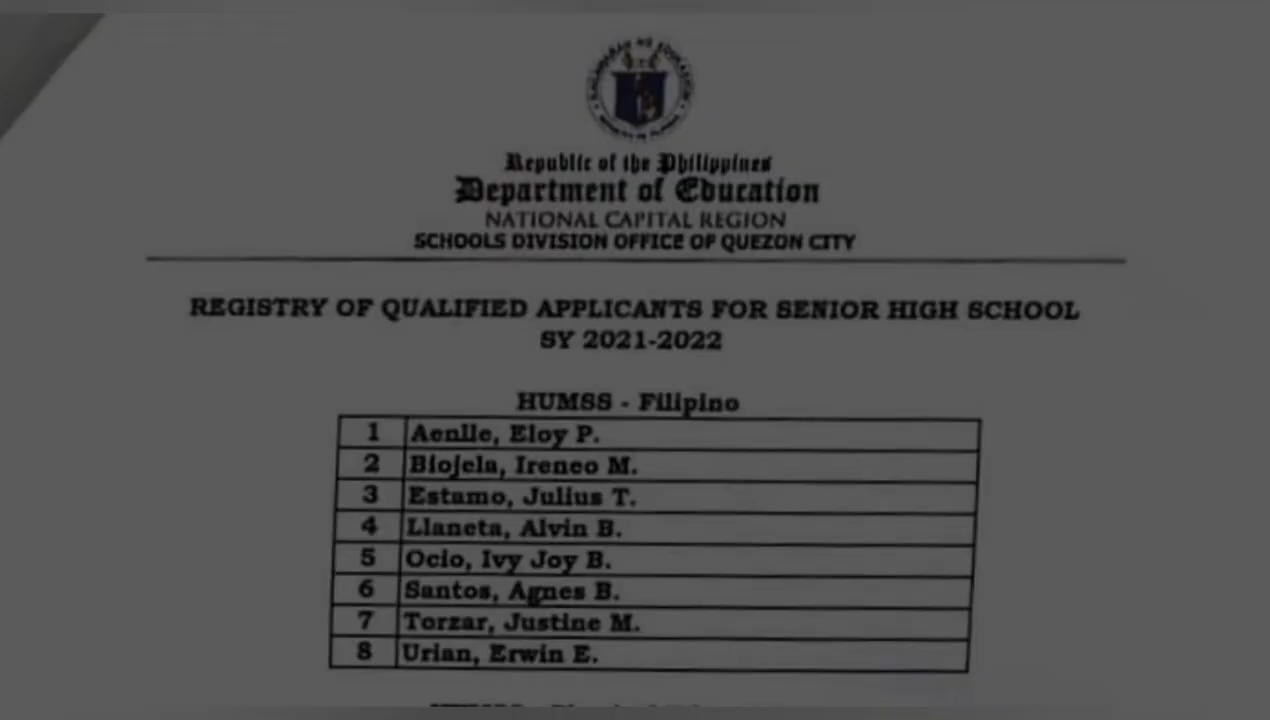 Republic of the Philippines
Department of Education
NATIONAL CAPITAL REGION
SCHOOLS DIVISION OFFICE OF QUEZON CITY
REGISTRY OF QUALIFIED APPLICANTS FOR SENIOR HIGH SCHOOL
SY 2021-2022
HUMSS - Filipino
1 Aenlle, Eloy P.
2 Biojela, Ireneo M.
3 Estamo, Julius T.
4 Llaneta, Alvin B.
5 Ocio, Ivy Joy B.
6 Santos, Agnes B.
7 Torzar, Justine M.
8 Urian, Erwin E.